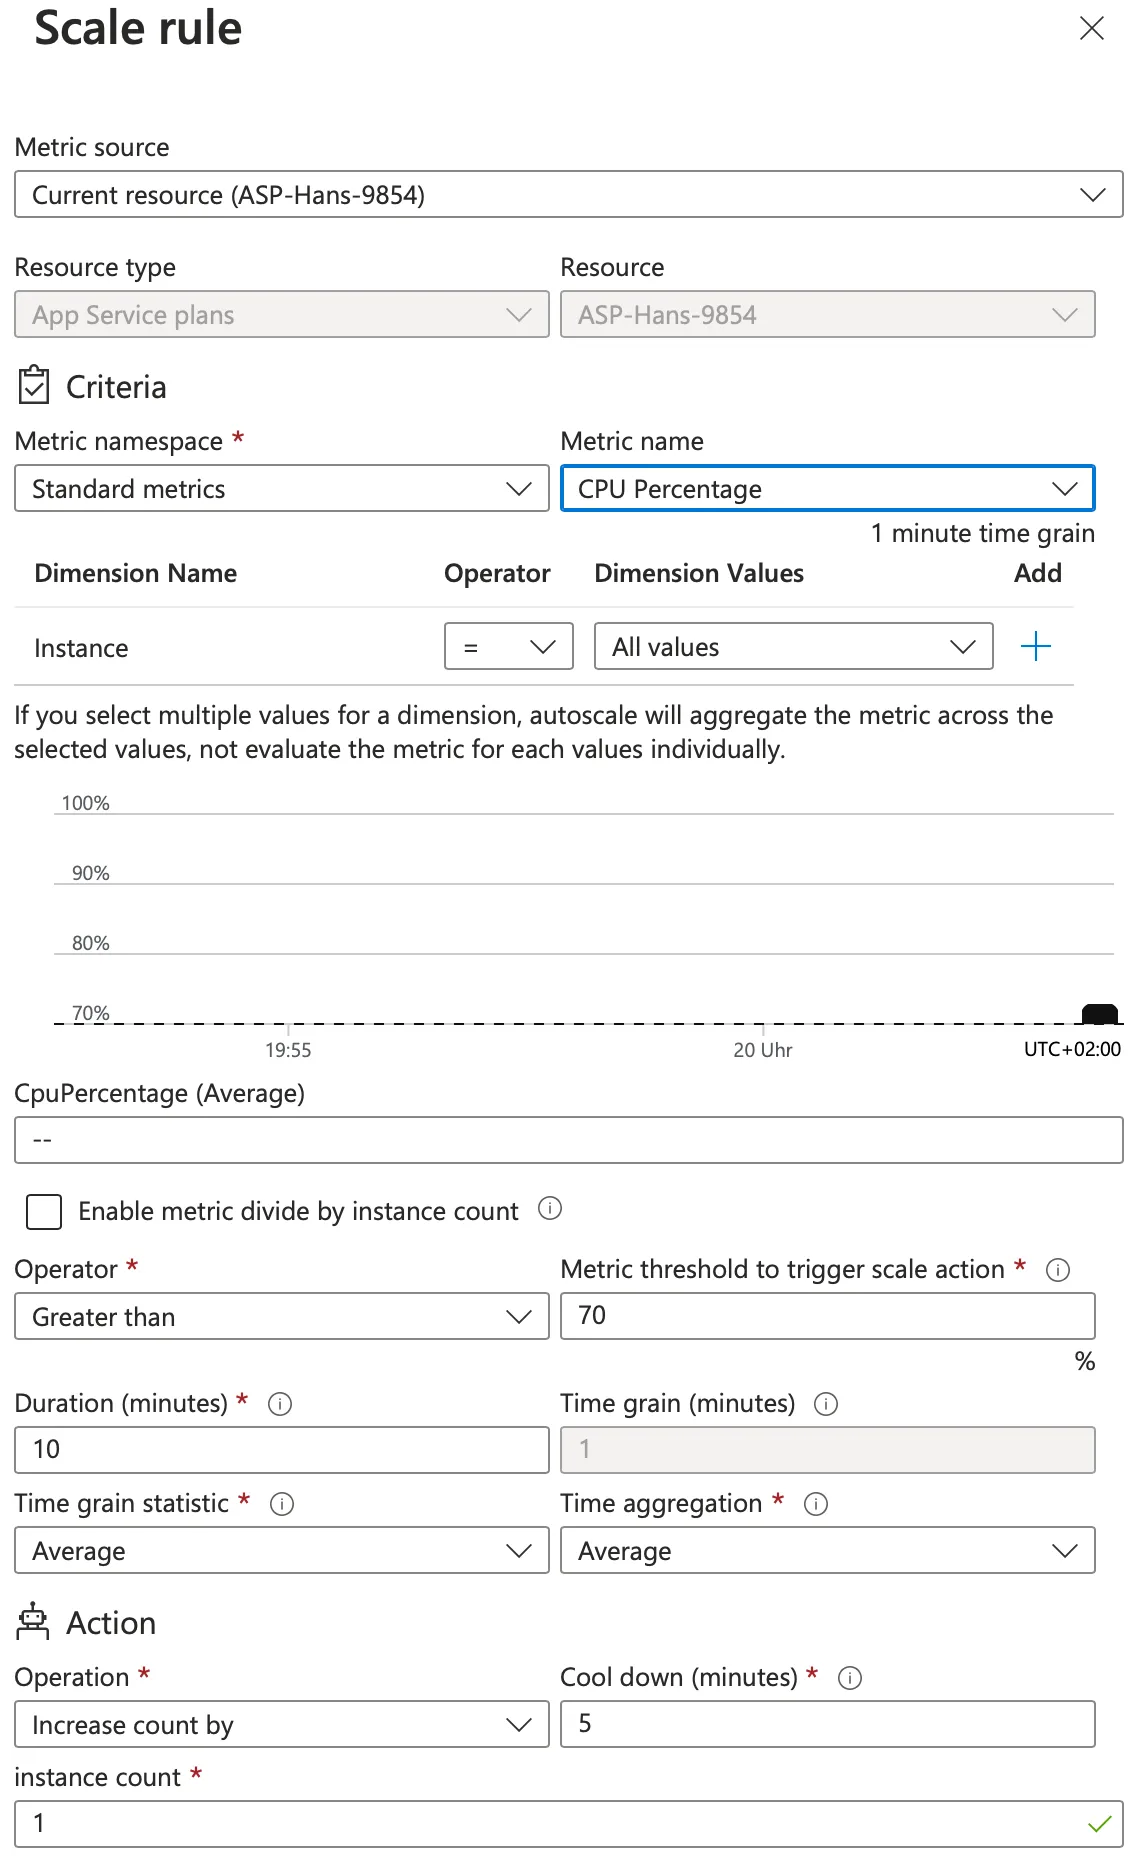 Scale rule
Metric source
Current resource (ASP-Hans-9854)
Resource type
Resource
App Service plans
ASP-Hans-9854
Criteria
Metric namespace *
Metric name
Standard metrics
CPU Percentage
1 minute time grain
Dimension Name Operator Dimension Values Add
Instance = All values
If you select multiple values for a dimension, autoscale will aggregate the metric across the
selected values, not evaluate the metric for each values individually.
100%
90%
80%
70%
19:55 20 Uhr UTC+02:00
CpuPercentage (Average)
--
Enable metric divide by instance count
Operator *
Metric threshold to trigger scale action *
Greater than
70
%
Duration (minutes) *
Time grain (minutes)
10
1
Time grain statistic *
Time aggregation *
Average
Average
Action
Operation *
Cool down (minutes) *
Increase count by
5
instance count *
1